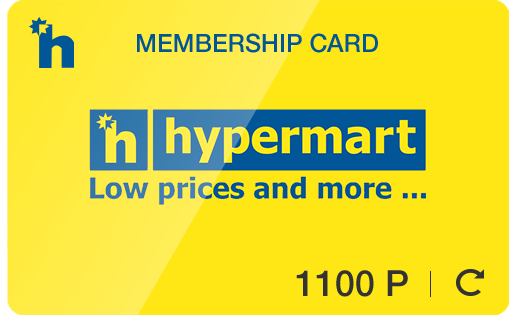 h
MEMBERSHIP CARD
h hypermart
Low prices and more ...
1100 P